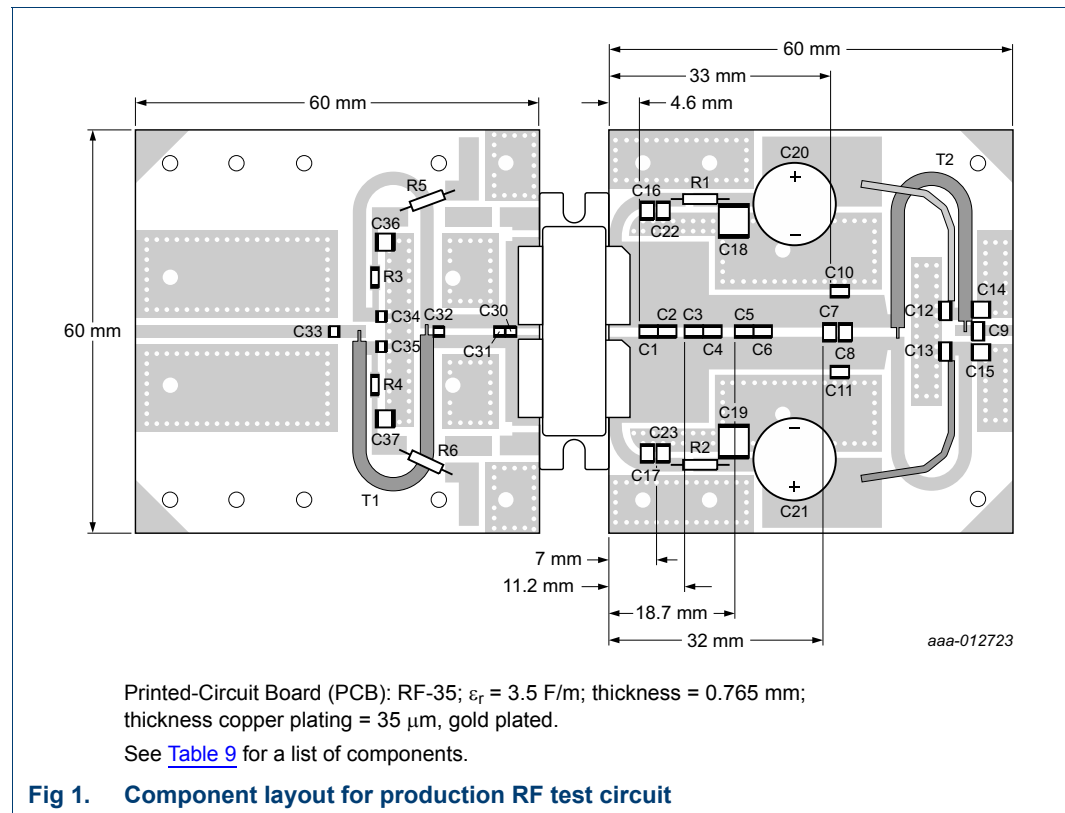 60 mm
33 mm
60 mm
4.6 mm
C20
T2
R5
C16
R1
+
C36
C22
C18
−
R3
C10
C14
C34
C32
C30
C12
60 mm
C33
C2
C3
C5
C7
C9
C35
C31
C1
C4
C6
C8
C13
C15
R4
C11
C37
C19
C23
−
R6
R2
C17
T1
+
C21
7 mm
11.2 mm
18.7 mm
32 mm
aaa-012723
Printed-Circuit Board (PCB): RF-35; εr = 3.5 F/m; thickness = 0.765 mm;
thickness copper plating = 35 μm, gold plated.
See Table 9 for a list of components.
Fig 1. Component layout for production RF test circuit